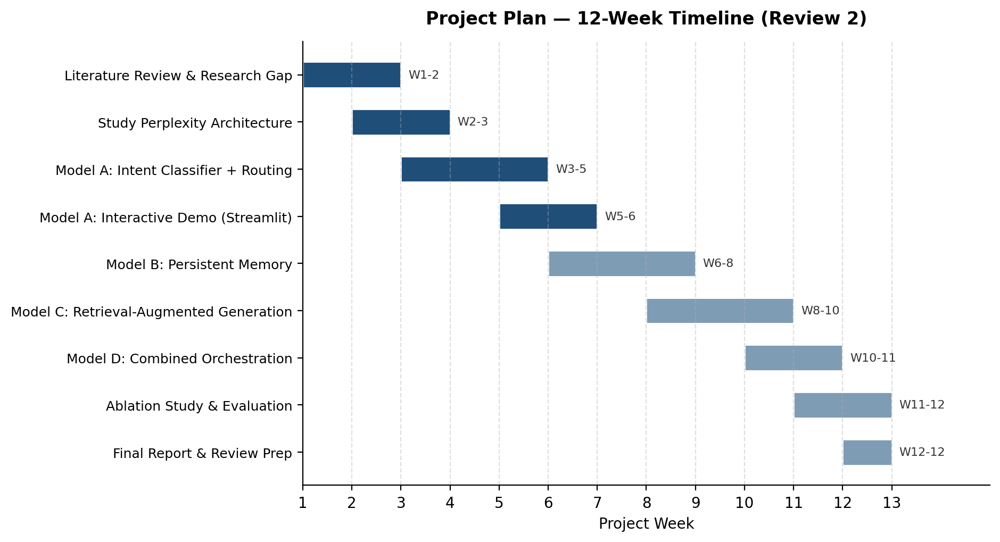 Project Plan — 12-Week Timeline (Review 2)
Literature Review & Research Gap
W1-2
Study Perplexity Architecture
W2-3
Model A: Intent Classifier + Routing
W3-5
Model A: Interactive Demo (Streamlit)
W5-6
Model B: Persistent Memory
W6-8
Model C: Retrieval-Augmented Generation
W8-10
Model D: Combined Orchestration
W10-11
Ablation Study & Evaluation
W11-12
Final Report & Review Prep
W12-12
1 2 3 4 5 6 7 8 9 10 11 12 13
Project Week